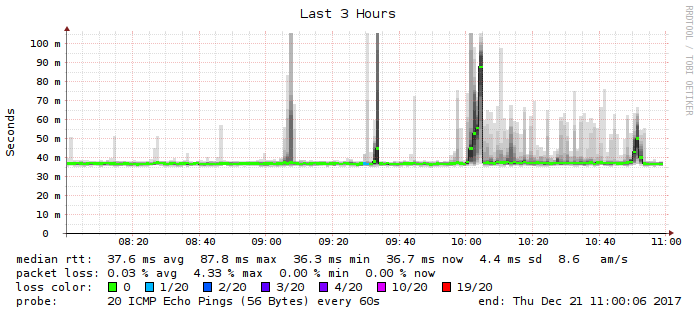 Last 3 Hours
RRDTOOL / TOBI OETIKER
Seconds
100 m
90 m
80 m
70 m
60 m
50 m
40 m
30 m
20 m
10 m
0
08:20 08:40 09:00 09:20 09:40 10:00 10:20 10:40 11:00
median rtt: 37.6 ms avg 87.8 ms max 36.3 ms min 36.7 ms now 4.4 ms sd 8.6 am/s
packet loss: 0.03 % avg 4.33 % max 0.00 % min 0.00 % now
loss color: 0 1/20 2/20 3/20 4/20 10/20 19/20
probe: 20 ICMP Echo Pings (56 Bytes) every 60s end: Thu Dec 21 11:00:06 2017